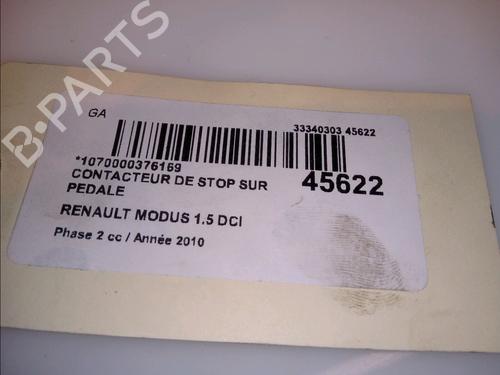 B-PARTS
GA
33340303 45622
*1070000376169
CONTACTEUR DE STOP SUR
PEDALE
45622
RENAULT MODUS 1.5 DCI
Phase 2 cc / Année 2010